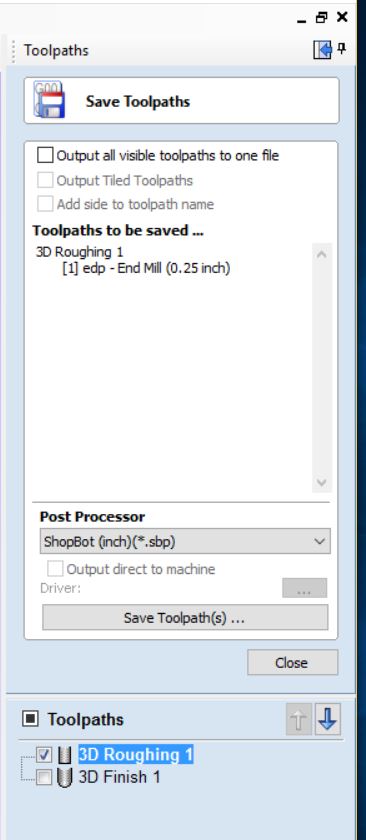 Toolpaths
G00
Save Toolpaths
Output all visible toolpaths to one file
Output Tiled Toolpaths
Add side to toolpath name
Toolpaths to be saved ...
3D Roughing 1
[1] edp - End Mill (0.25 inch)
Post Processor
ShopBot (inch)(*.sbp)
Output direct to machine
Driver:
...
Save Toolpath(s) ...
Close
Toolpaths
3D Roughing 1
3D Finish 1